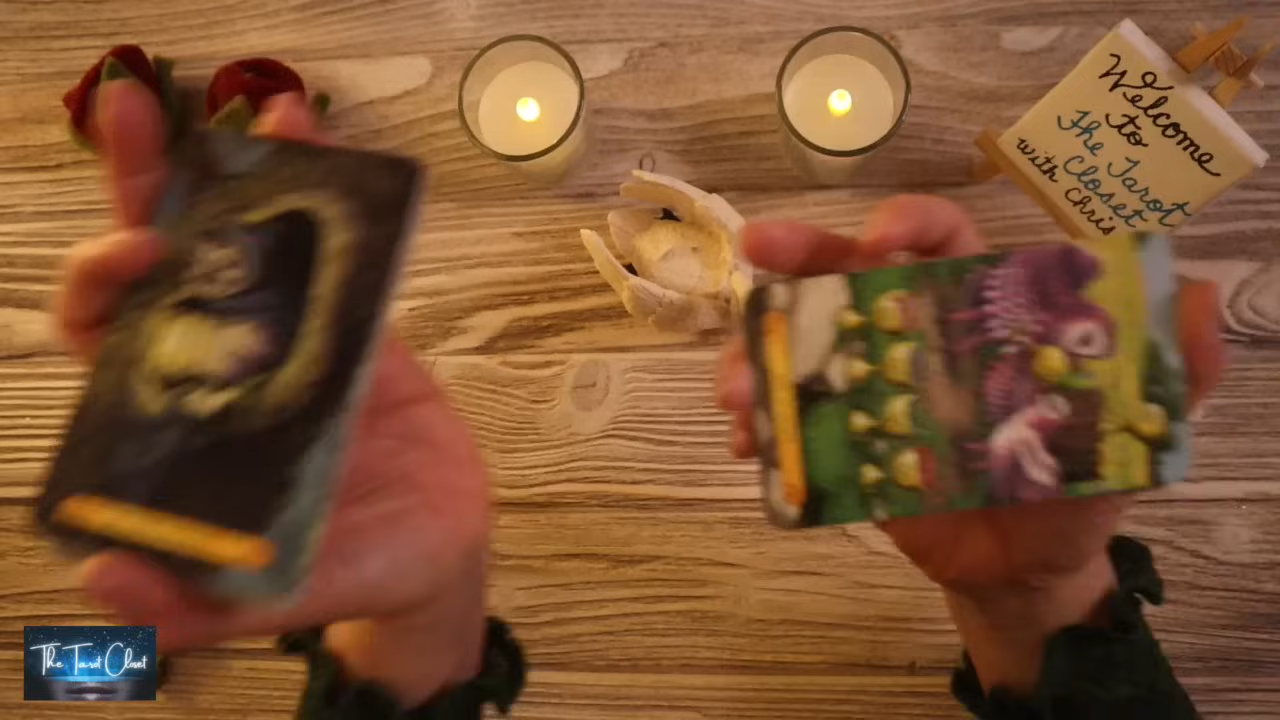 Welcome
to
The Tarot
Closet
with Chris
The Tarot Closet